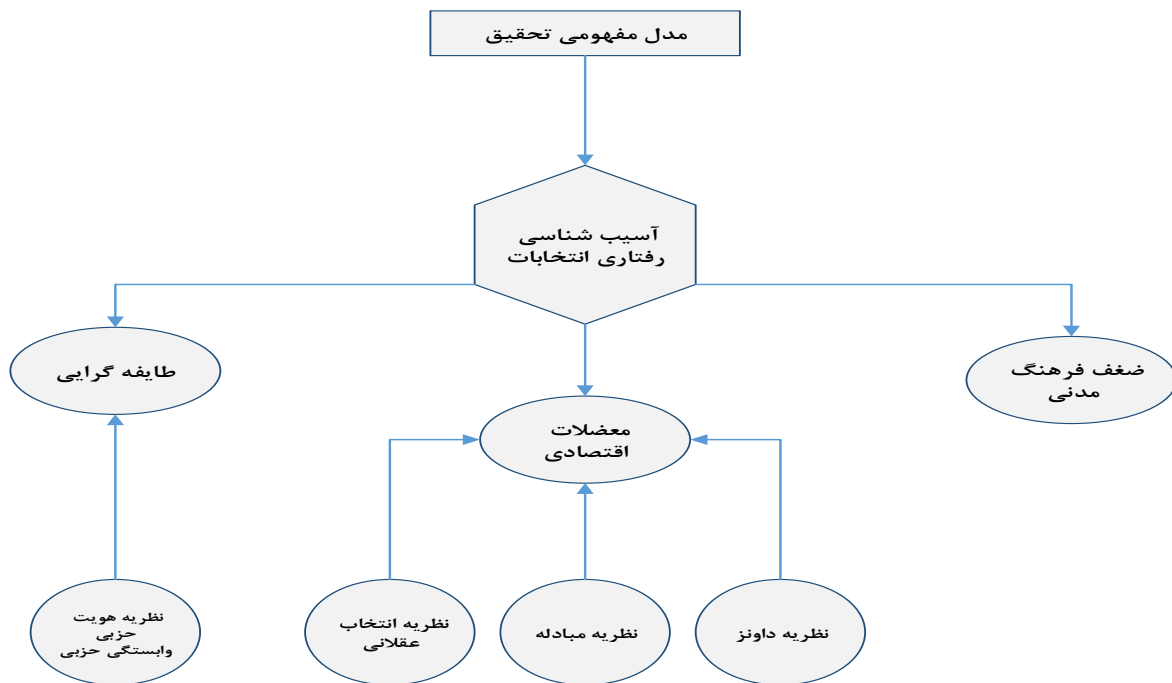 مدل مفهومی تحقیق
آسیب شناسی
رفتاری انتخابات
ضغف فرهنگ
مدنی
طایفه گرایی
معضلات
اقتصادی
نظریه داونز
نظریه مبادله
نظریه انتخاب
عقلانی
نظریه هویت
حزبی
وابستگی حزبی